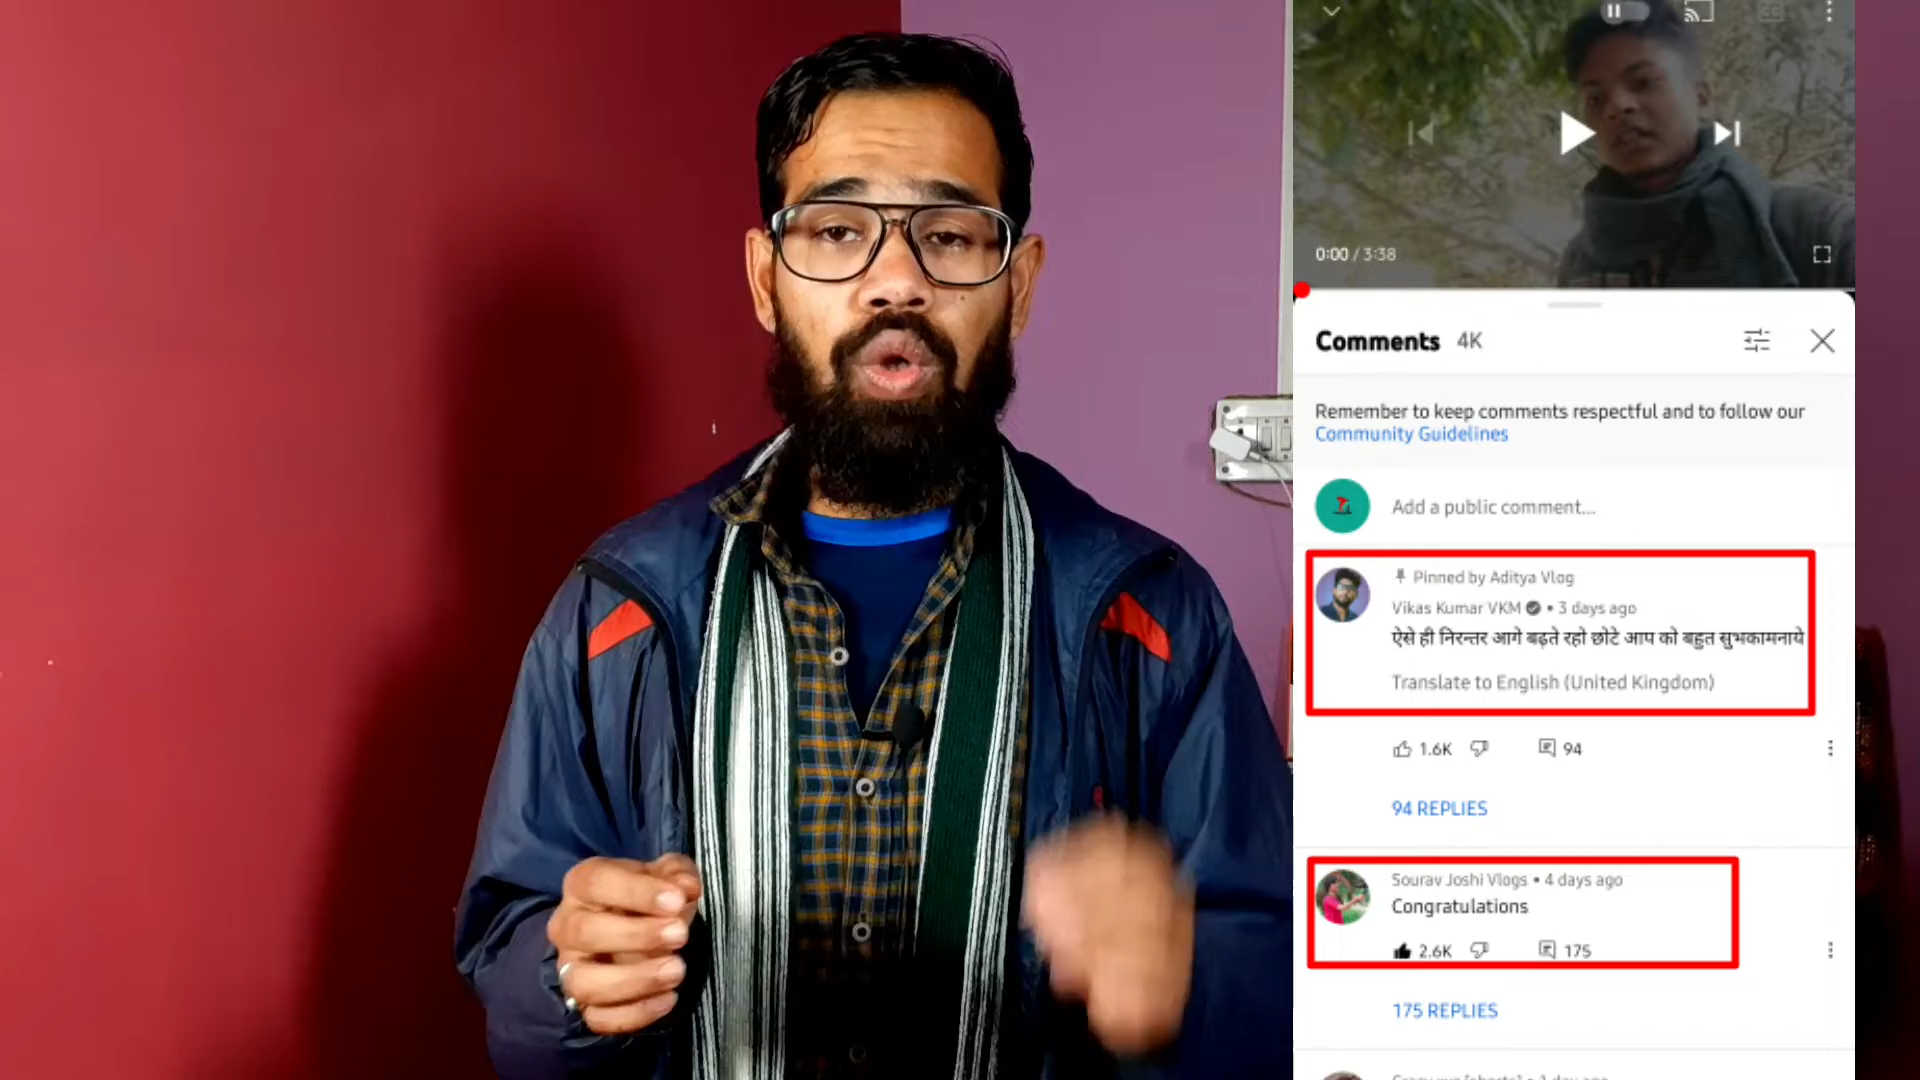 0:00 / 3:38
Comments 4K
Remember to keep comments respectful and to follow our
Community Guidelines
Add a public comment...
Pinned by Aditya Vlog
Vikas Kumar VKM • 3 days ago
ऐसे ही निरन्तर आगे बढ़ते रहो छोटे आप को बहुत सुभकामनाये
Translate to English (United Kingdom)
1.6K 94
94 REPLIES
Sourav Joshi Vlogs • 4 days ago
Congratulations
2.6K 175
175 REPLIES